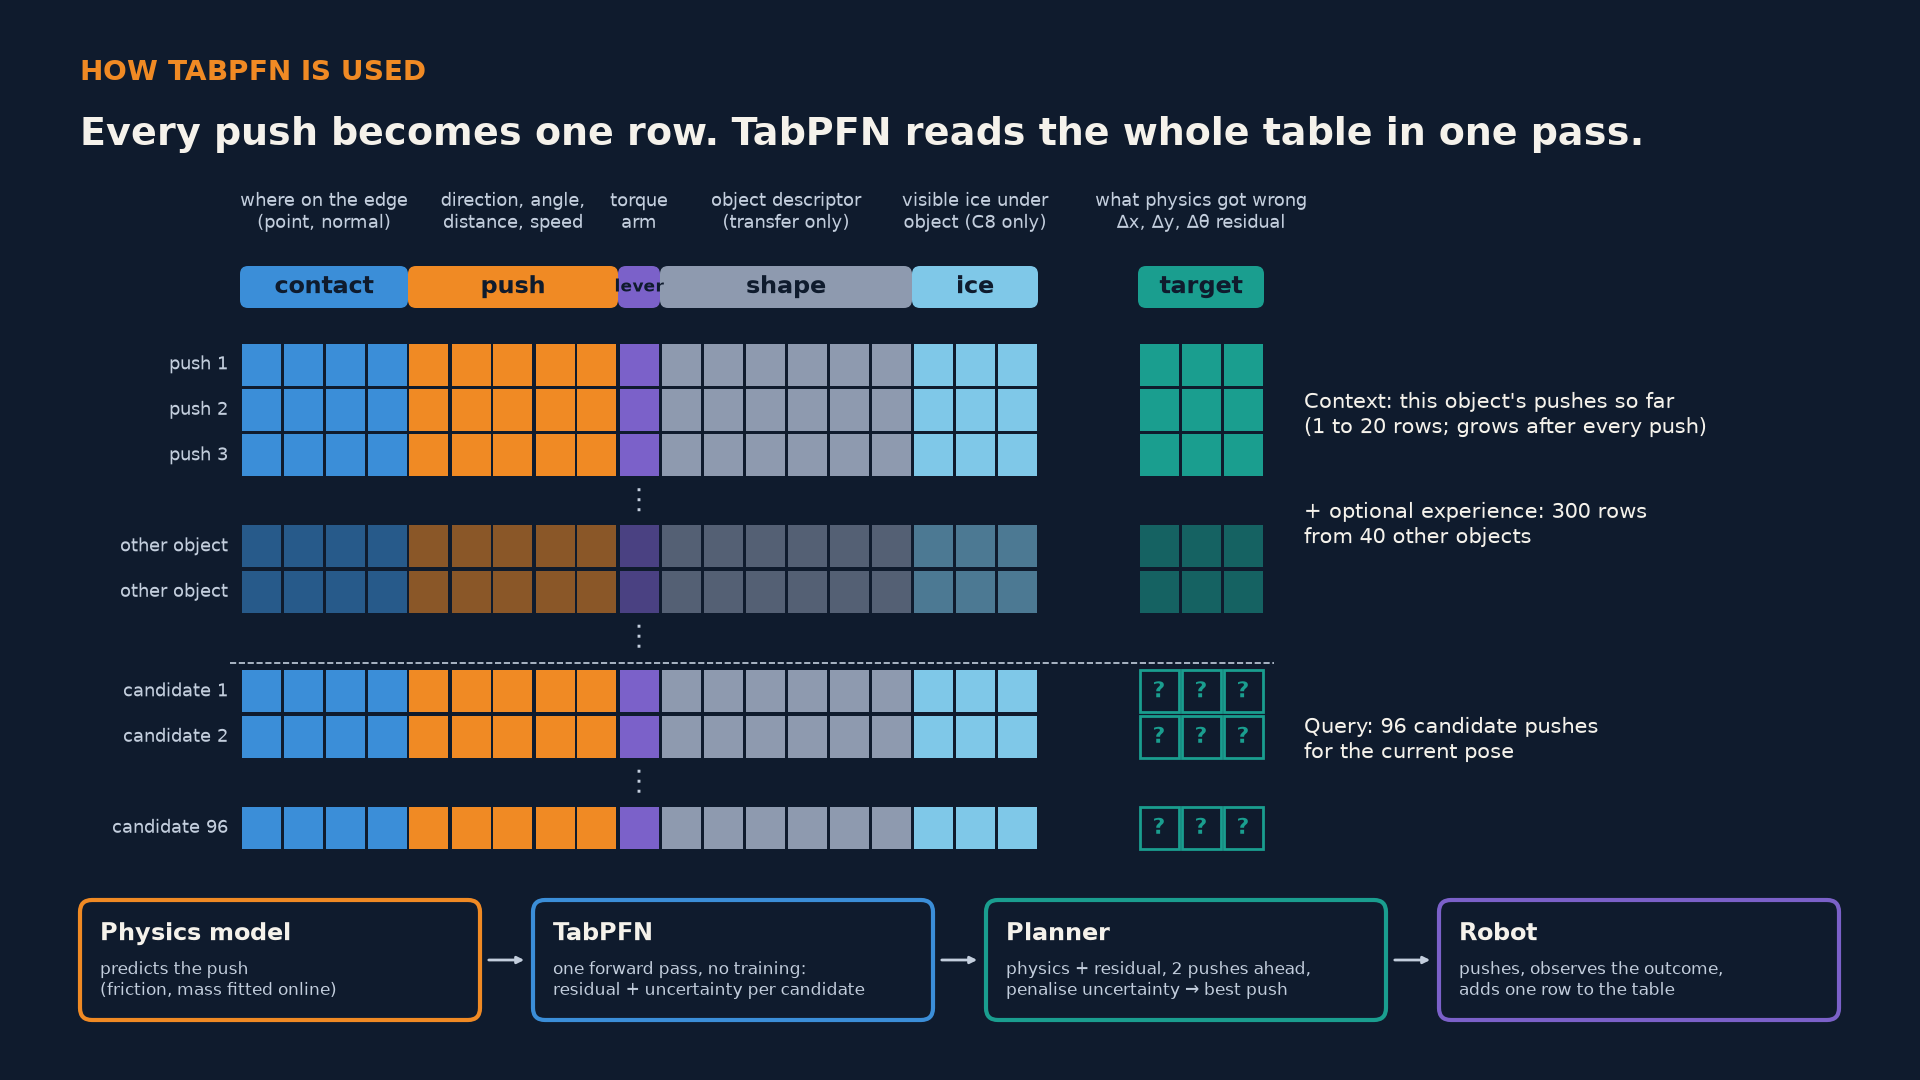 HOW TABPFN IS USED
Every push becomes one row. TabPFN reads the whole table in one pass.
where on the edge
(point, normal)
direction, angle,
distance, speed
torque
arm
object descriptor
(transfer only)
visible ice under
object (C8 only)
what physics got wrong
Δx, Δy, Δθ residual
contact
push
lever
shape
ice
target
push 1
push 2
push 3
Context: this object's pushes so far
(1 to 20 rows; grows after every push)
⋮
other object
other object
+ optional experience: 300 rows
from 40 other objects
⋮
candidate 1
? ? ?
candidate 2
? ? ?
Query: 96 candidate pushes
for the current pose
⋮
candidate 96
? ? ?
Physics model
predicts the push
(friction, mass fitted online)
TabPFN
one forward pass, no training:
residual + uncertainty per candidate
Planner
physics + residual, 2 pushes ahead,
penalise uncertainty → best push
Robot
pushes, observes the outcome,
adds one row to the table